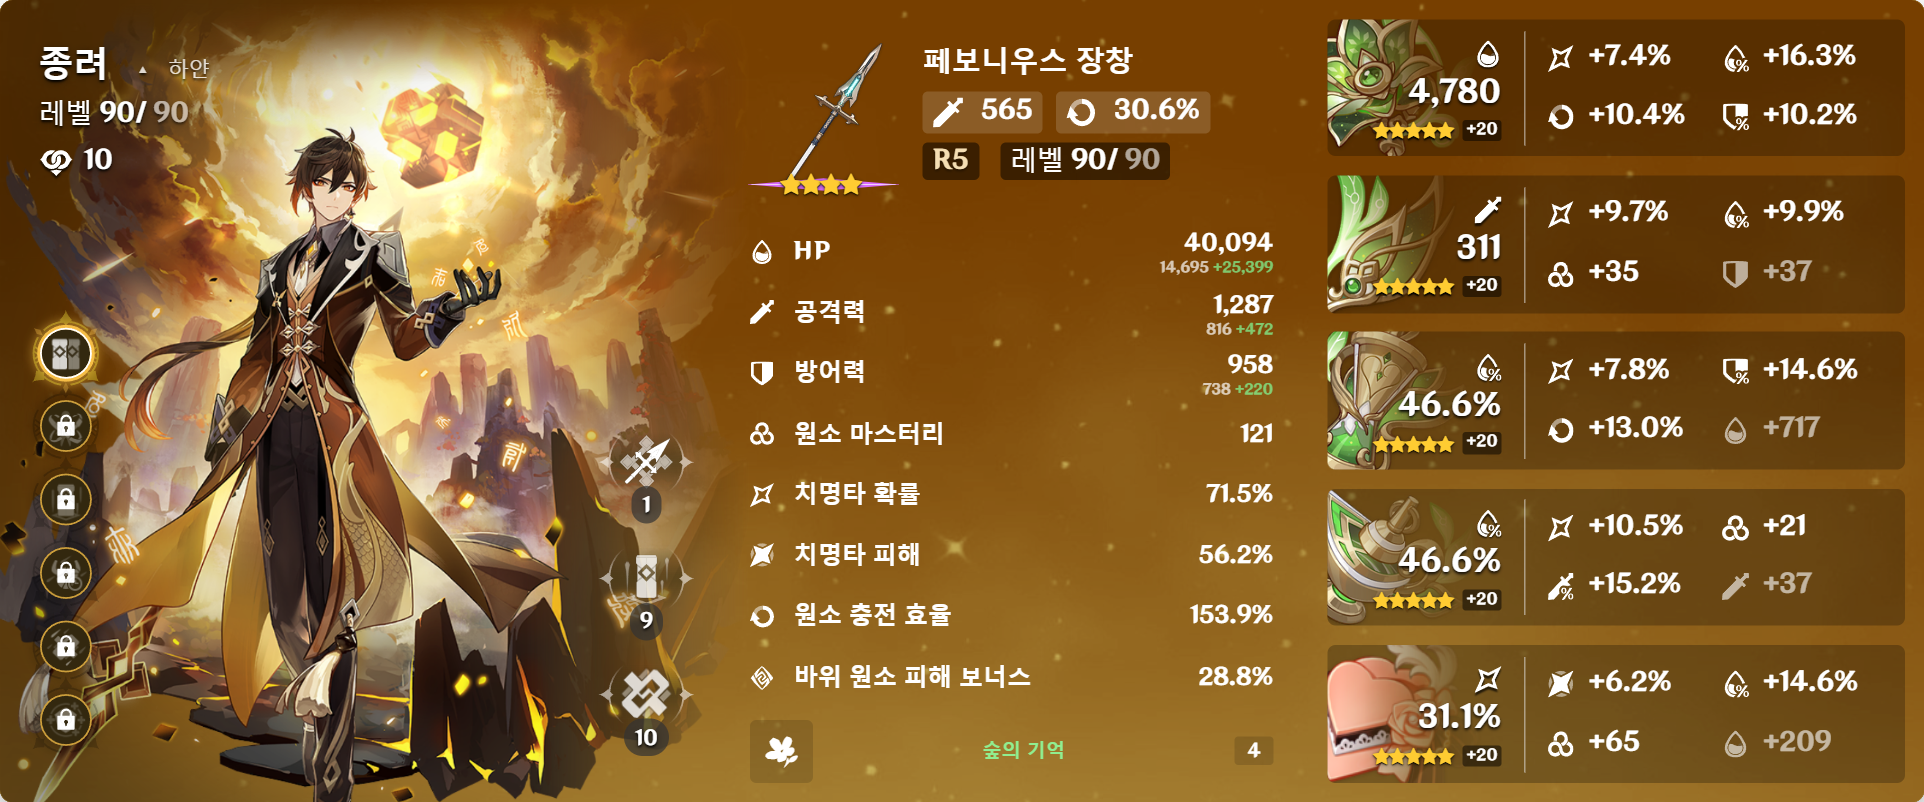 종려 ▲ 하얀
레벨 90/ 90
10
1
9
10
페보니우스 장창
565 30.6%
R5 레벨 90/ 90
HP 40,094
14,695 +25,399
공격력 1,287
816 +472
방어력 958
738 +220
원소 마스터리 121
치명타 확률 71.5%
치명타 피해 56.2%
원소 충전 효율 153.9%
바위 원소 피해 보너스 28.8%
숲의 기억 4
4,780
+20
+7.4% +16.3%
+10.4% +10.2%
311
+20
+9.7% +9.9%
+35 +37
46.6%
+20
+7.8% +14.6%
+13.0% +717
46.6%
+20
+10.5% +21
+15.2% +37
31.1%
+20
+6.2% +14.6%
+65 +209